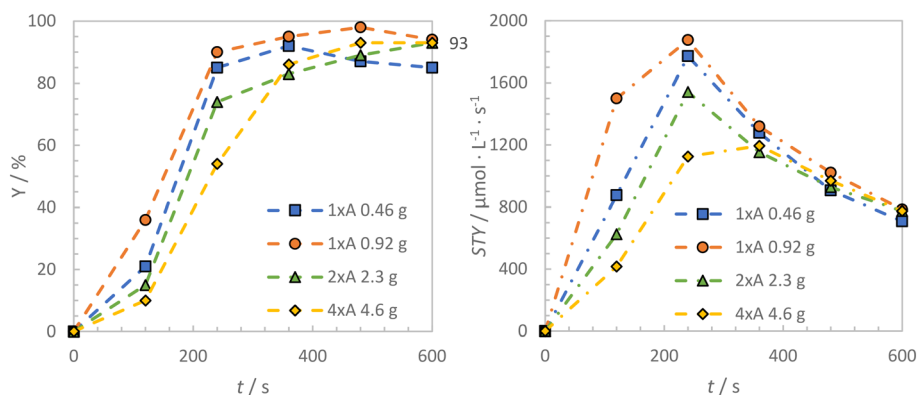 100
80
60
40
20
0
Y / %
0
200
400
600
t / s
93
1xA 0.46 g
1xA 0.92 g
2xA 2.3 g
4xA 4.6 g
2000
1600
1200
800
400
0
STY / µmol · L⁻¹ · s⁻¹
0
200
400
600
t / s
1xA 0.46 g
1xA 0.92 g
2xA 2.3 g
4xA 4.6 g